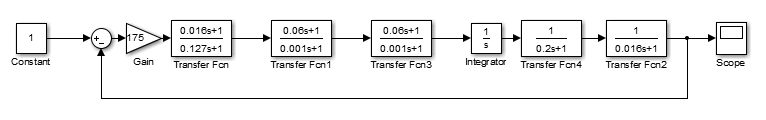 1
Constant
175
Gain
0.016s+1
0.127s+1
Transfer Fcn
0.06s+1
0.001s+1
Transfer Fcn1
0.06s+1
0.001s+1
Transfer Fcn3
1
s
Integrator
1
0.2s+1
Transfer Fcn4
1
0.016s+1
Transfer Fcn2
Scope